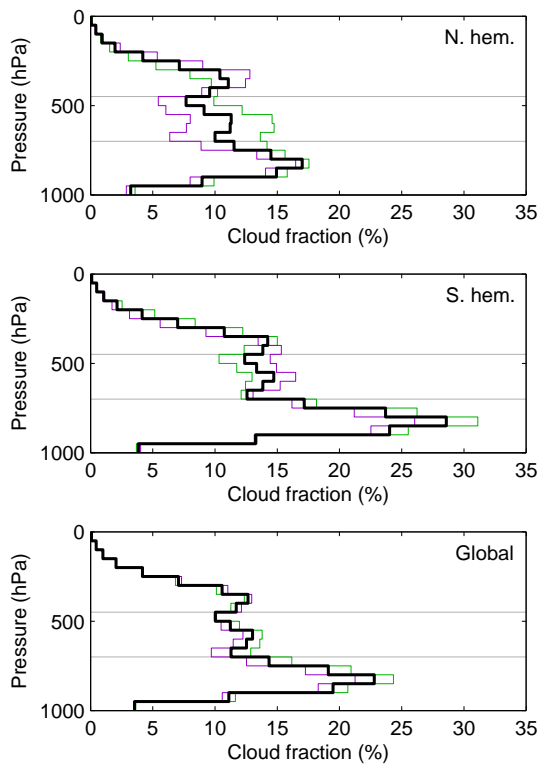 0
500
1000
Pressure (hPa)
N. hem.
0 5 10 15 20 25 30 35
Cloud fraction (%)
0
500
1000
Pressure (hPa)
S. hem.
0 5 10 15 20 25 30 35
Cloud fraction (%)
0
500
1000
Pressure (hPa)
Global
0 5 10 15 20 25 30 35
Cloud fraction (%)